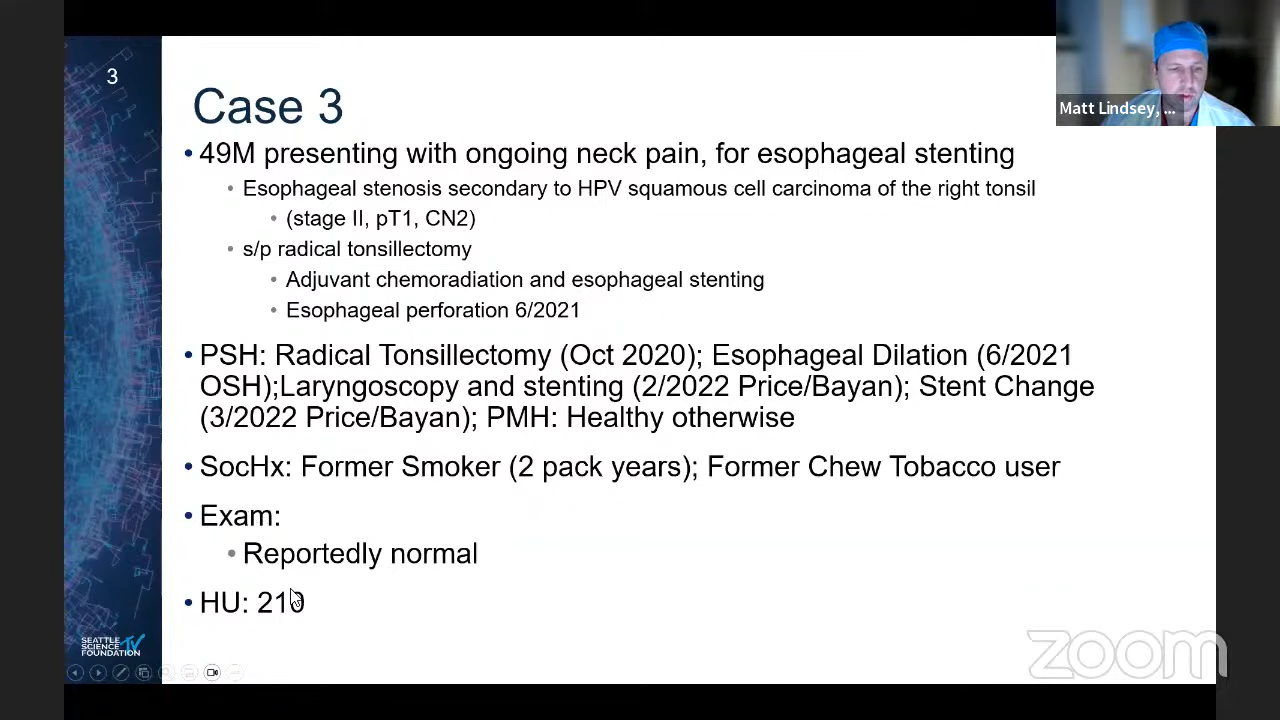 3
Case 3
Matt Lindsey, ...
• 49M presenting with ongoing neck pain, for esophageal stenting
• Esophageal stenosis secondary to HPV squamous cell carcinoma of the right tonsil
• (stage II, pT1, CN2)
• s/p radical tonsillectomy
• Adjuvant chemoradiation and esophageal stenting
• Esophageal perforation 6/2021
• PSH: Radical Tonsillectomy (Oct 2020); Esophageal Dilation (6/2021
OSH);Laryngoscopy and stenting (2/2022 Price/Bayan); Stent Change
(3/2022 Price/Bayan); PMH: Healthy otherwise
• SocHx: Former Smoker (2 pack years); Former Chew Tobacco user
• Exam:
• Reportedly normal
• HU: 210
SEATTLE
SCIENCE
FOUNDATION
TV
zoom